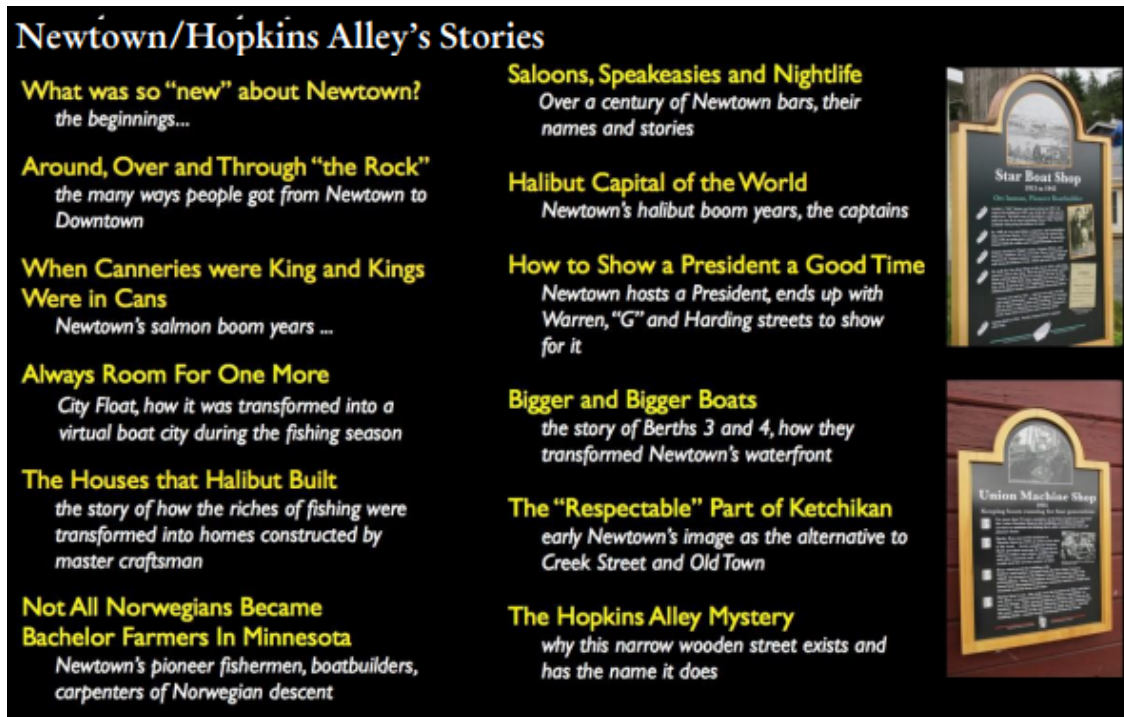 Newtown/Hopkins Alley's Stories
What was so “new” about Newtown?
the beginnings...
Around, Over and Through “the Rock”
the many ways people got from Newtown to
Downtown
When Canneries were King and Kings
Were in Cans
Newtown's salmon boom years ...
Always Room For One More
City Float, how it was transformed into a
virtual boat city during the fishing season
The Houses that Halibut Built
the story of how the riches of fishing were
transformed into homes constructed by
master craftsman
Not All Norwegians Became
Bachelor Farmers In Minnesota
Newtown's pioneer fishermen, boatbuilders,
carpenters of Norwegian descent
Saloons, Speakeasies and Nightlife
Over a century of Newtown bars, their
names and stories
Halibut Capital of the World
Newtown's halibut boom years, the captains
How to Show a President a Good Time
Newtown hosts a President, ends up with
Warren, “G” and Harding streets to show
for it
Bigger and Bigger Boats
the story of Berths 3 and 4, how they
transformed Newtown's waterfront
The “Respectable” Part of Ketchikan
early Newtown's image as the alternative to
Creek Street and Old Town
The Hopkins Alley Mystery
why this narrow wooden street exists and
has the name it does
Star Boat Shop
Union Machine Shop